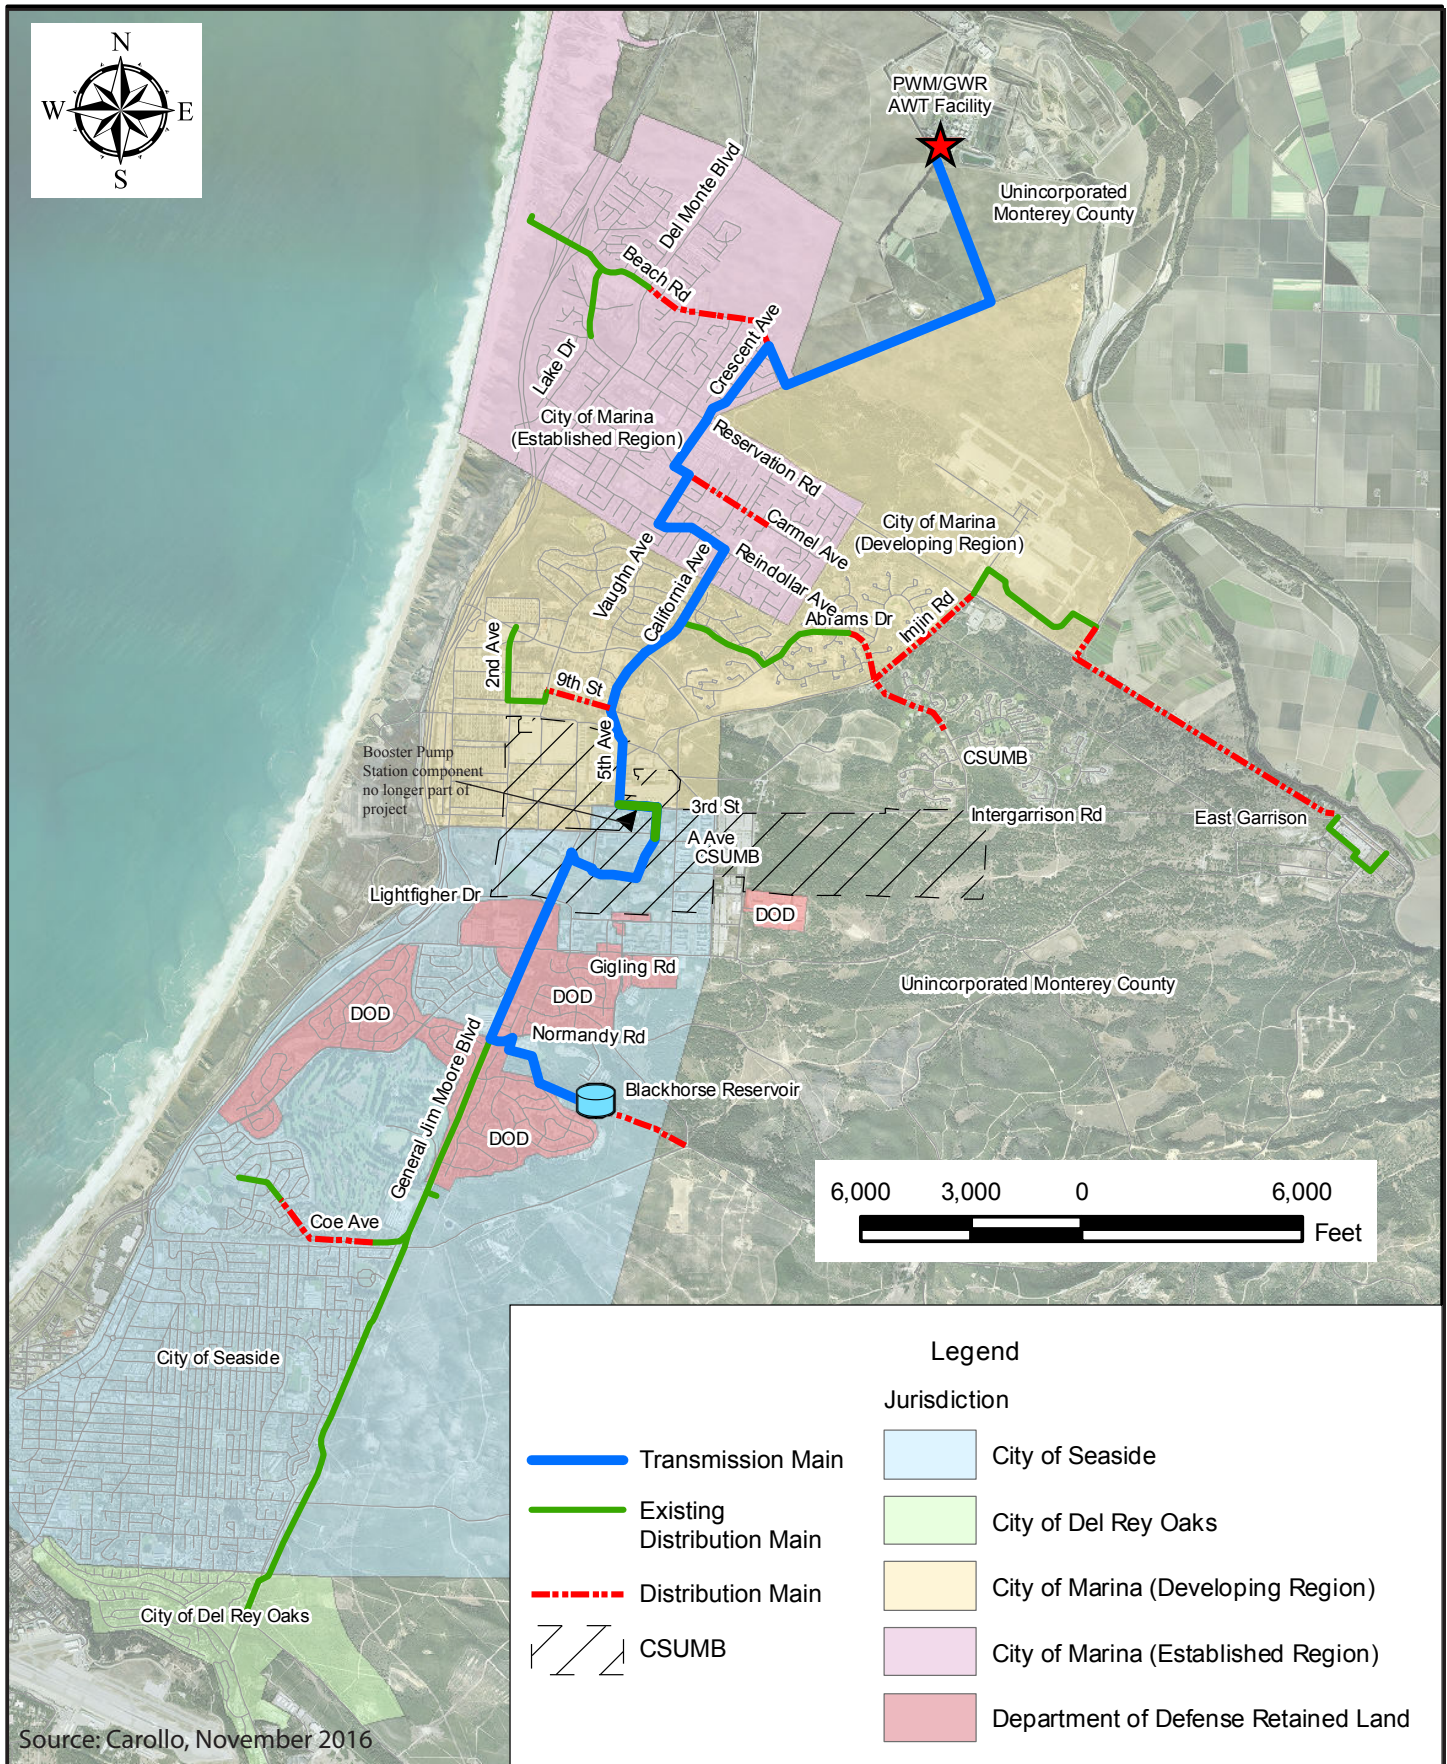 N
W
E
S
PWM/GWR
AWT Facility
Unincorporated
Monterey County
Del Monte Blvd
Beach Rd
Crescent Ave
Lake Dr
City of Marina
(Established Region)
Reservation Rd
Carmel Ave
City of Marina
(Developing Region)
Vaughn Ave
California Ave
Reindollar Ave
Abrams Dr
Imjin Rd
2nd Ave
9th St
5th Ave
Booster Pump
Station component
no longer part of
project
CSUMB
3rd St
Intergarrison Rd
East Garrison
A Ave
CSUMB
Lightfigher Dr
DOD
Gigling Rd
Unincorporated Monterey County
DOD
DOD
Normandy Rd
General Jim Moore Blvd
Blackhorse Reservoir
DOD
Coe Ave
6,000
3,000
0
6,000
Feet
City of Seaside
City of Del Rey Oaks
Legend
Jurisdiction
Transmission Main
Existing
Distribution Main
Distribution Main
CSUMB
City of Seaside
City of Del Rey Oaks
City of Marina (Developing Region)
City of Marina (Established Region)
Department of Defense Retained Land
Source: Carollo, November 2016